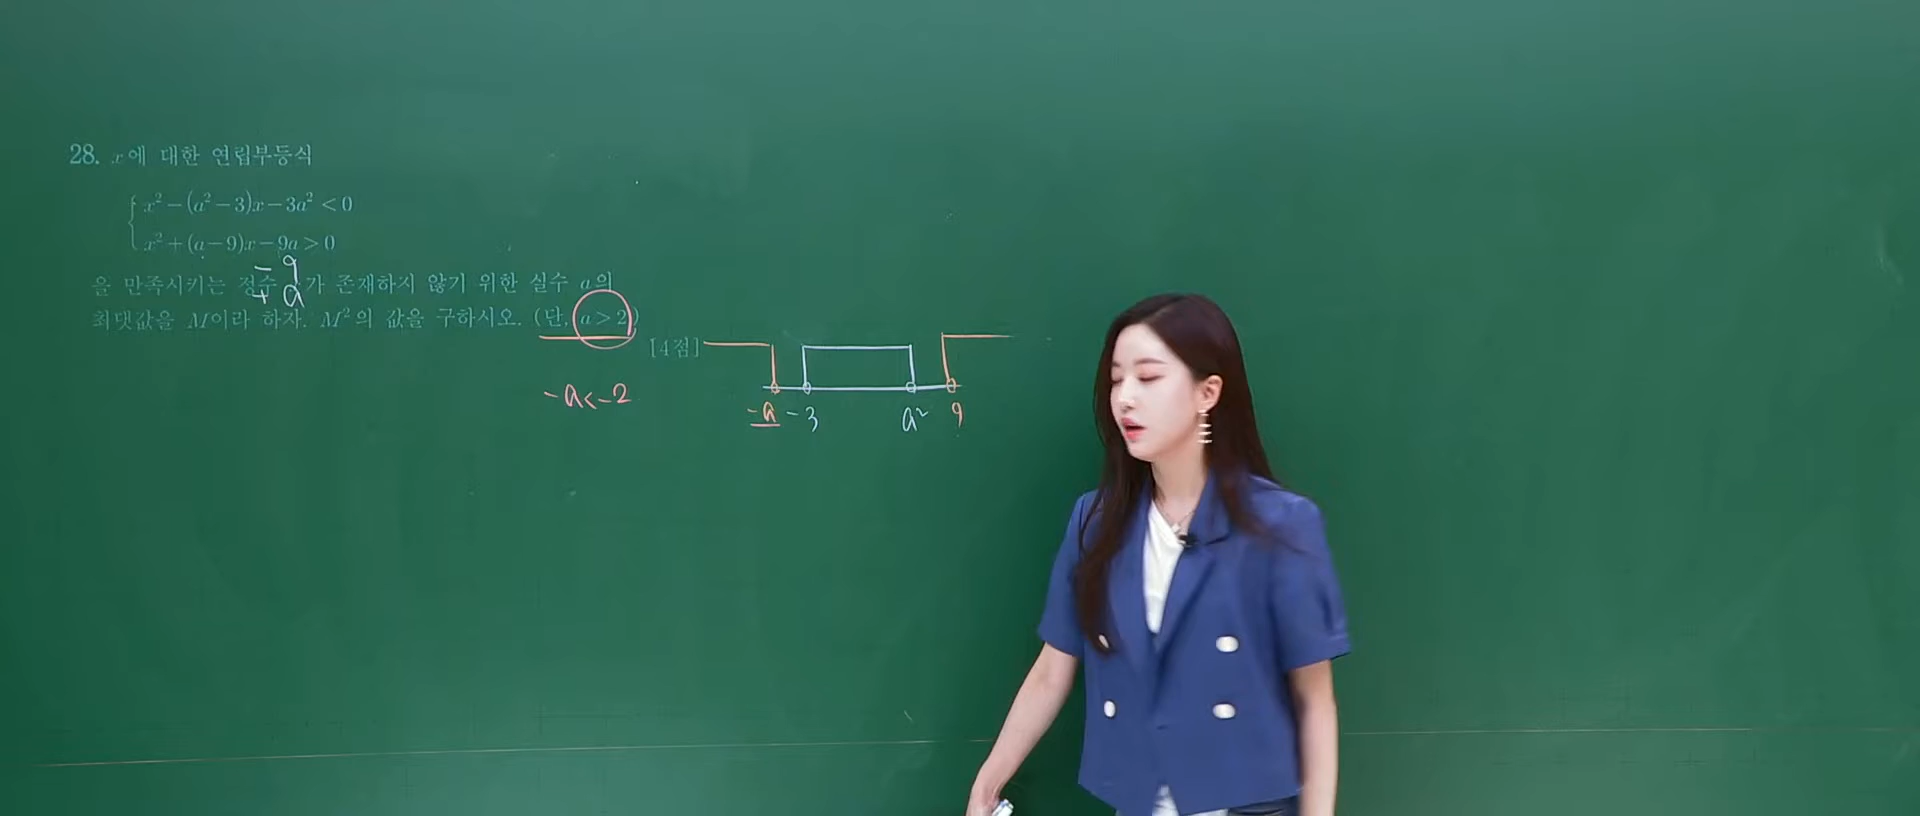 28. x에 대한 연립부등식
x² − (a² − 3)x − 3a² < 0
x² + (a − 9)x − 9a > 0
− 9
+ a
을 만족시키는 정수 가 존재하지 않기 위한 실수 a의
최댓값을 M이라 하자. M²의 값을 구하시오. (단, a > 2)
[4점]
−a < −2
−a −3 a² 9